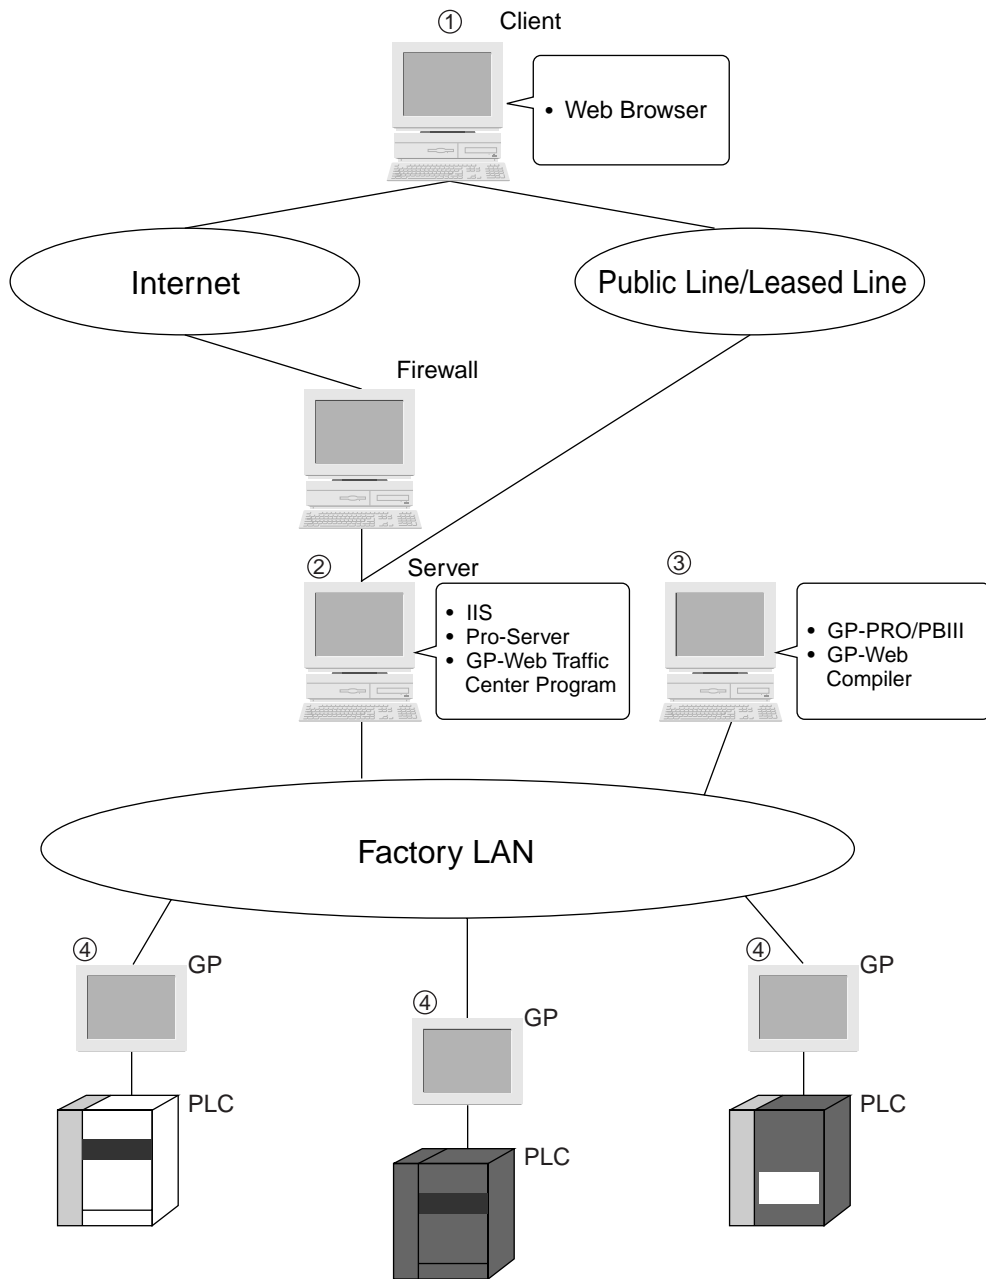 ① Client
• Web Browser
Internet
Public Line/Leased Line
Firewall
② Server
• IIS
• Pro-Server
• GP-Web Traffic
Center Program
③
• GP-PRO/PBIII
• GP-Web
Compiler
Factory LAN
④ GP
PLC
④ GP
PLC
④ GP
PLC